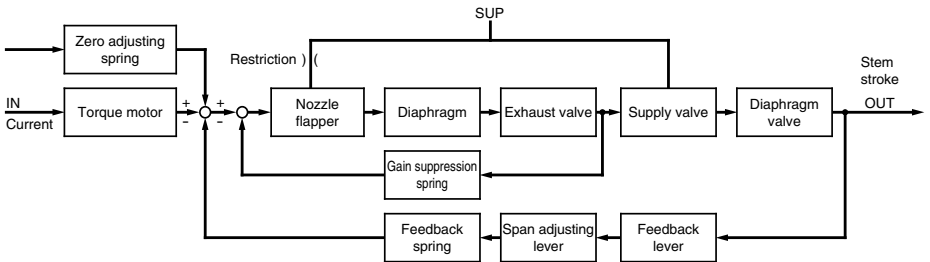 SUP
Zero adjusting
spring
Restriction ) (
Stem
stroke
IN
Current
Torque motor
+
-
+
-
Nozzle
flapper
Diaphragm
Exhaust valve
Supply valve
Diaphragm
valve
OUT
Gain suppression
spring
Feedback
spring
Span adjusting
lever
Feedback
lever